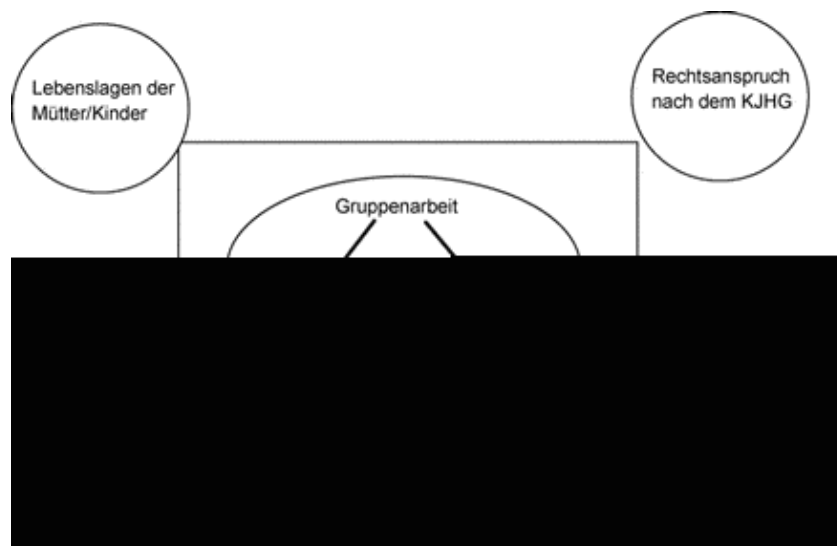 Lebenslagen der
Mütter/Kinder
Rechtsanspruch
nach dem KJHG
Gruppenarbeit